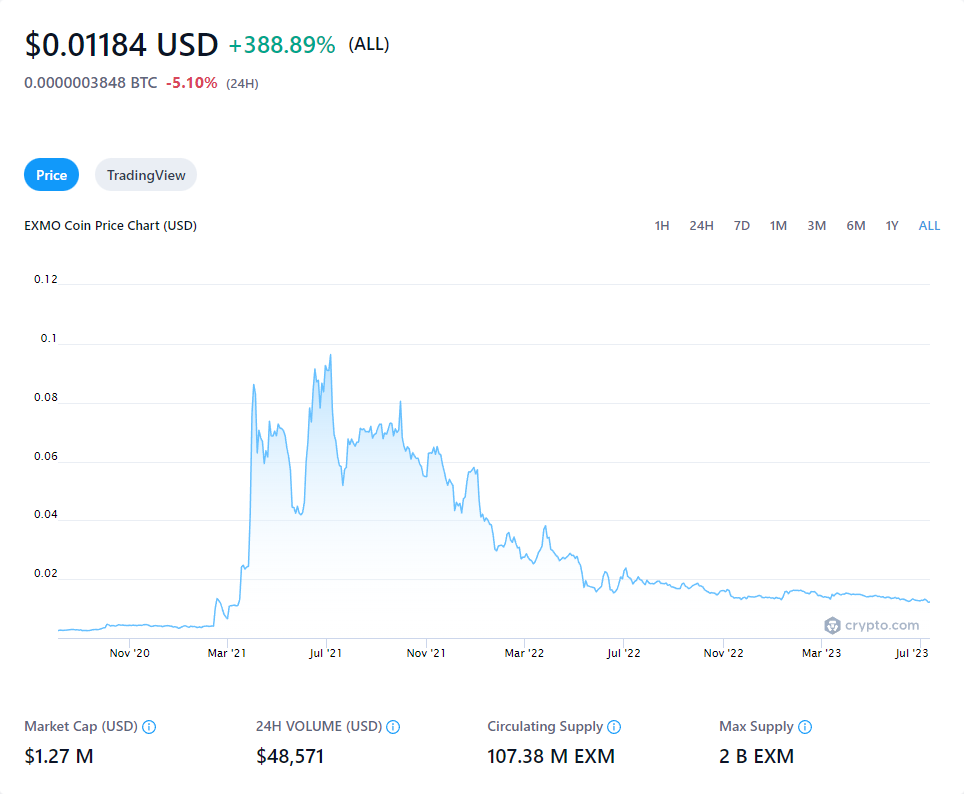 $0.01184 USD +388.89% (ALL)
0.0000003848 BTC -5.10% (24H)
Price TradingView
EXMO Coin Price Chart (USD) 1H 24H 7D 1M 3M 6M 1Y ALL
0.12
0.1
0.08
0.06
0.04
0.02
crypto.com
Nov '20 Mar '21 Jul '21 Nov '21 Mar '22 Jul '22 Nov '22 Mar '23 Jul '23
Market Cap (USD) 24H VOLUME (USD) Circulating Supply Max Supply
$1.27 M $48,571 107.38 M EXM 2 B EXM